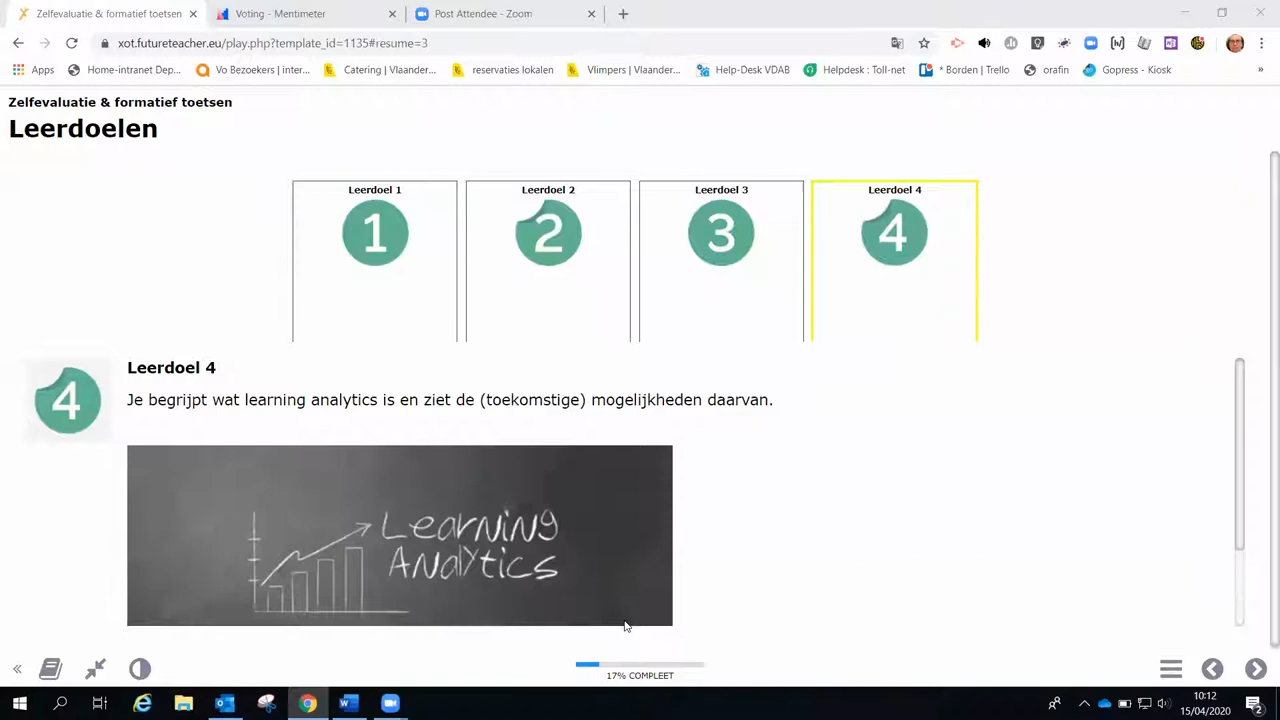 Zelfevaluatie & formatief toetsen
Voting - Mentimeter
Post Attendee - Zoom
xot.futureteacher.eu/play.php?template_id=1135#resume=3
Apps
Home-intranet Dep...
Vo Bezoekers | inter...
Catering | Vlaander...
reservaties lokalen
Vlimpers | Vlaander...
Help-Desk VDAB
Helpdesk : Toll-net
* Borden | Trello
orafin
Gopress - Kiosk
»
Zelfevaluatie & formatief toetsen
Leerdoelen
Leerdoel 1
Leerdoel 2
Leerdoel 3
Leerdoel 4
1
2
3
4
Leerdoel 4
4
Je begrijpt wat learning analytics is en ziet de (toekomstige) mogelijkheden daarvan.
Learning
Analytics
17% COMPLEET
10:12
15/04/2020
2